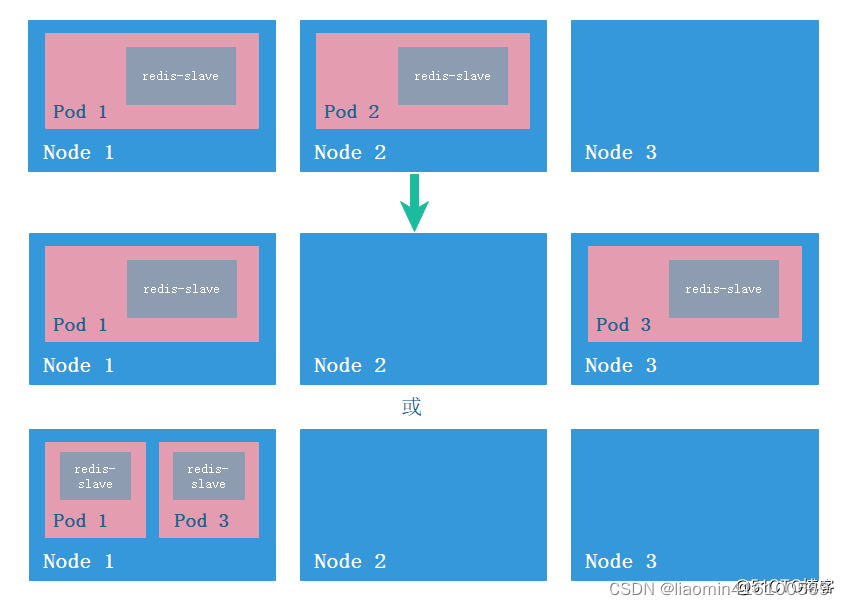 redis-slave
Pod 1
Node 1
redis-slave
Pod 2
Node 2
Node 3
redis-slave
Pod 1
Node 1
Node 2
redis-slave
Pod 3
Node 3
或
redis-
slave
Pod 1
redis-
slave
Pod 3
Node 1
Node 2
Node 3
@51CTO博客